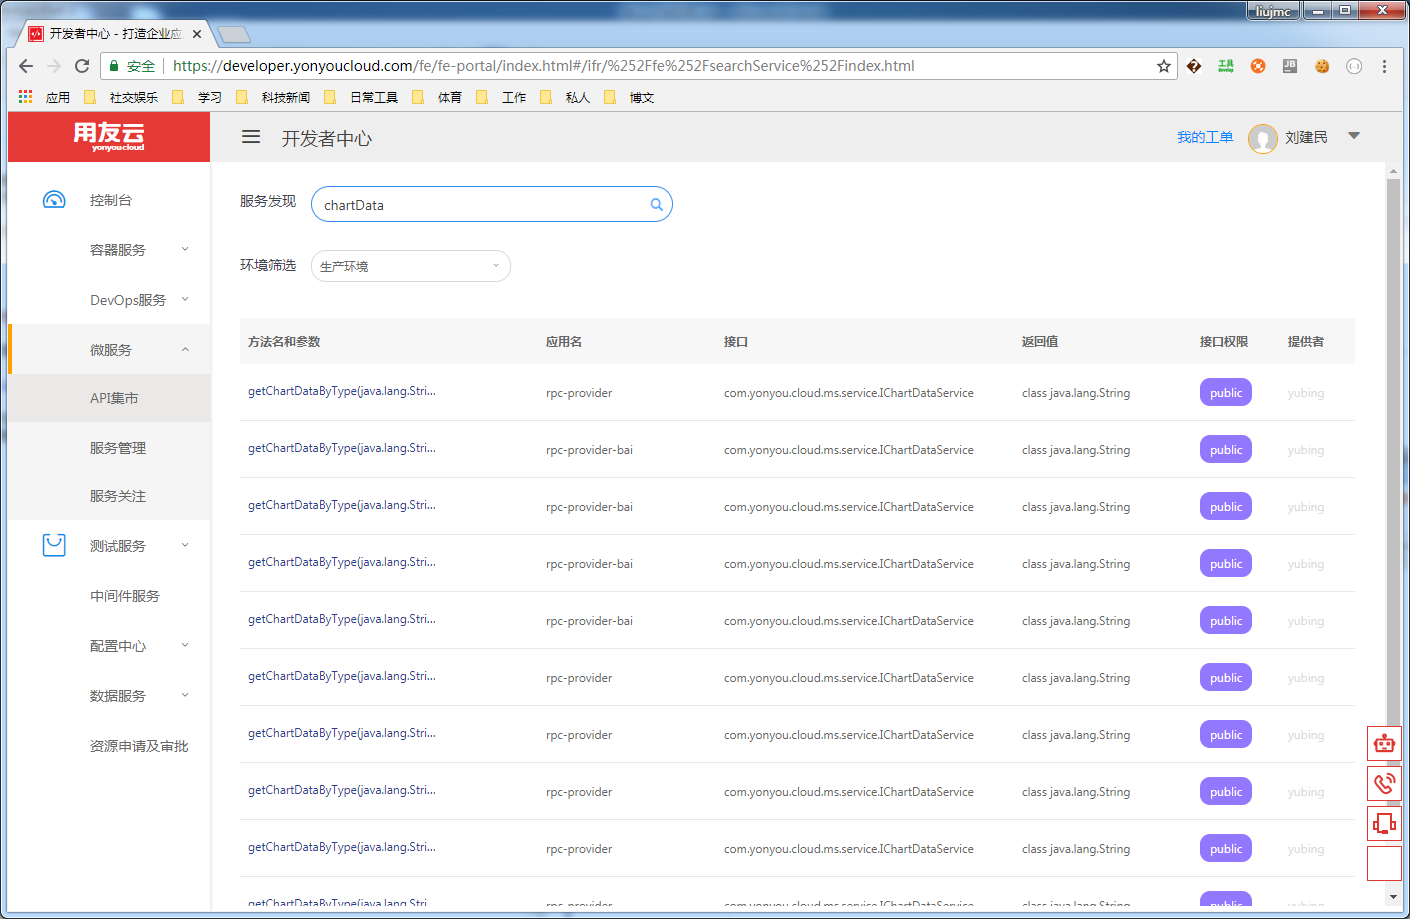 liujmc
开发者中心 - 打造企业应
安全 https://developer.yonyoucloud.com/fe/fe-portal/index.html#/ifr/%252Ffe%252FsearchService%252Findex.html
应用 社交娱乐 学习 科技新闻 日常工具 体育 工作 私人 博文
用友云
yonyoucloud
开发者中心
我的工单 刘建民
控制台
容器服务
DevOps服务
微服务
API集市
服务管理
服务关注
测试服务
中间件服务
配置中心
数据服务
资源申请及审批
服务发现 chartData
环境筛选 生产环境
方法名和参数 应用名 接口 返回值 接口权限 提供者
getChartDataByType(java.lang.Stri... rpc-provider com.yonyou.cloud.ms.service.IChartDataService class java.lang.String public yubing
getChartDataByType(java.lang.Stri... rpc-provider-bai com.yonyou.cloud.ms.service.IChartDataService class java.lang.String public yubing
getChartDataByType(java.lang.Stri... rpc-provider-bai com.yonyou.cloud.ms.service.IChartDataService class java.lang.String public yubing
getChartDataByType(java.lang.Stri... rpc-provider-bai com.yonyou.cloud.ms.service.IChartDataService class java.lang.String public yubing
getChartDataByType(java.lang.Stri... rpc-provider-bai com.yonyou.cloud.ms.service.IChartDataService class java.lang.String public yubing
getChartDataByType(java.lang.Stri... rpc-provider com.yonyou.cloud.ms.service.IChartDataService class java.lang.String public yubing
getChartDataByType(java.lang.Stri... rpc-provider com.yonyou.cloud.ms.service.IChartDataService class java.lang.String public yubing
getChartDataByType(java.lang.Stri... rpc-provider com.yonyou.cloud.ms.service.IChartDataService class java.lang.String public yubing
getChartDataByType(java.lang.Stri... rpc-provider com.yonyou.cloud.ms.service.IChartDataService class java.lang.String public yubing
getChartDataByType(java.lang.Stri... rpc-provider com.yonyou.cloud.ms.service.IChartDataService class java.lang.String public yubing